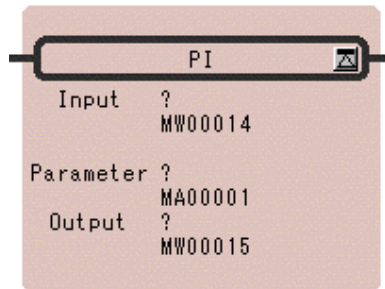 PI
Input ?
MW00014
Parameter ?
MA00001
Output ?
MW00015